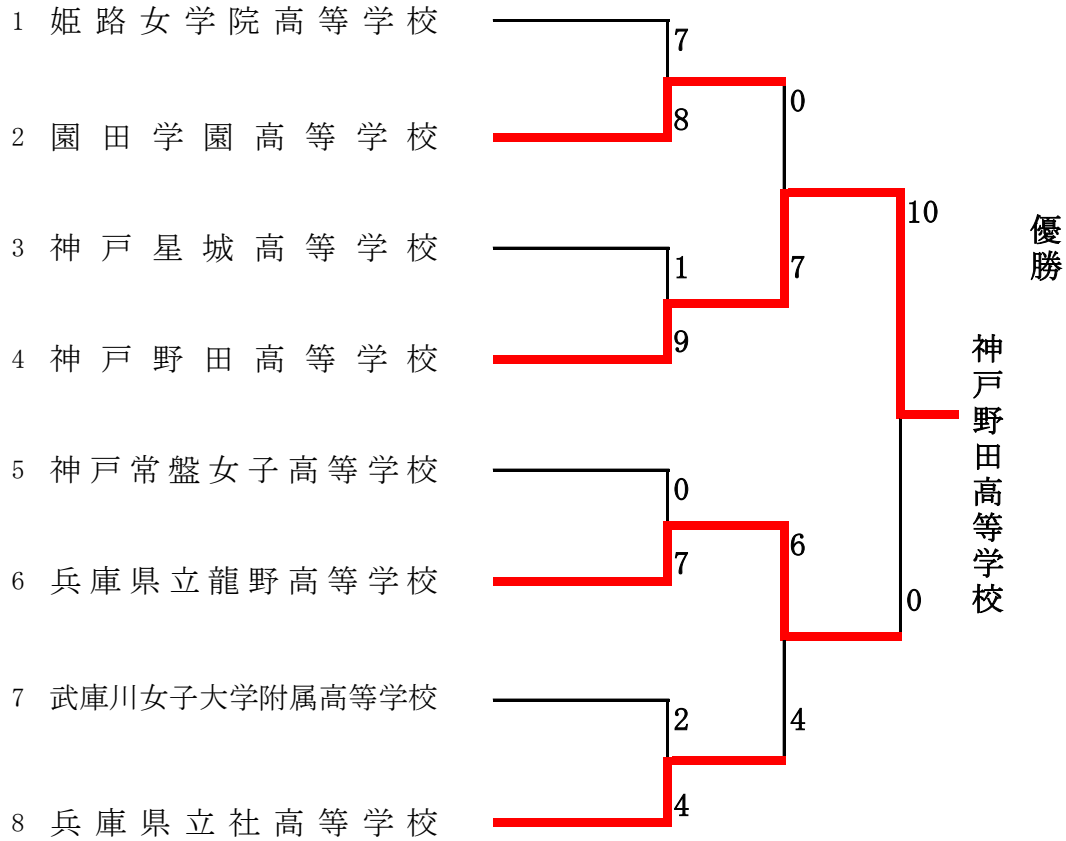 1 姫路女学院高等学校
7
8
2 園田学園高等学校
0
3 神戸星城高等学校
1
9
4 神戸野田高等学校
7
10
5 神戸常盤女子高等学校
0
7
6 兵庫県立龍野高等学校
6
7 武庫川女子大学附属高等学校
2
4
8 兵庫県立社高等学校
4
0
優勝
神戸野田高等学校